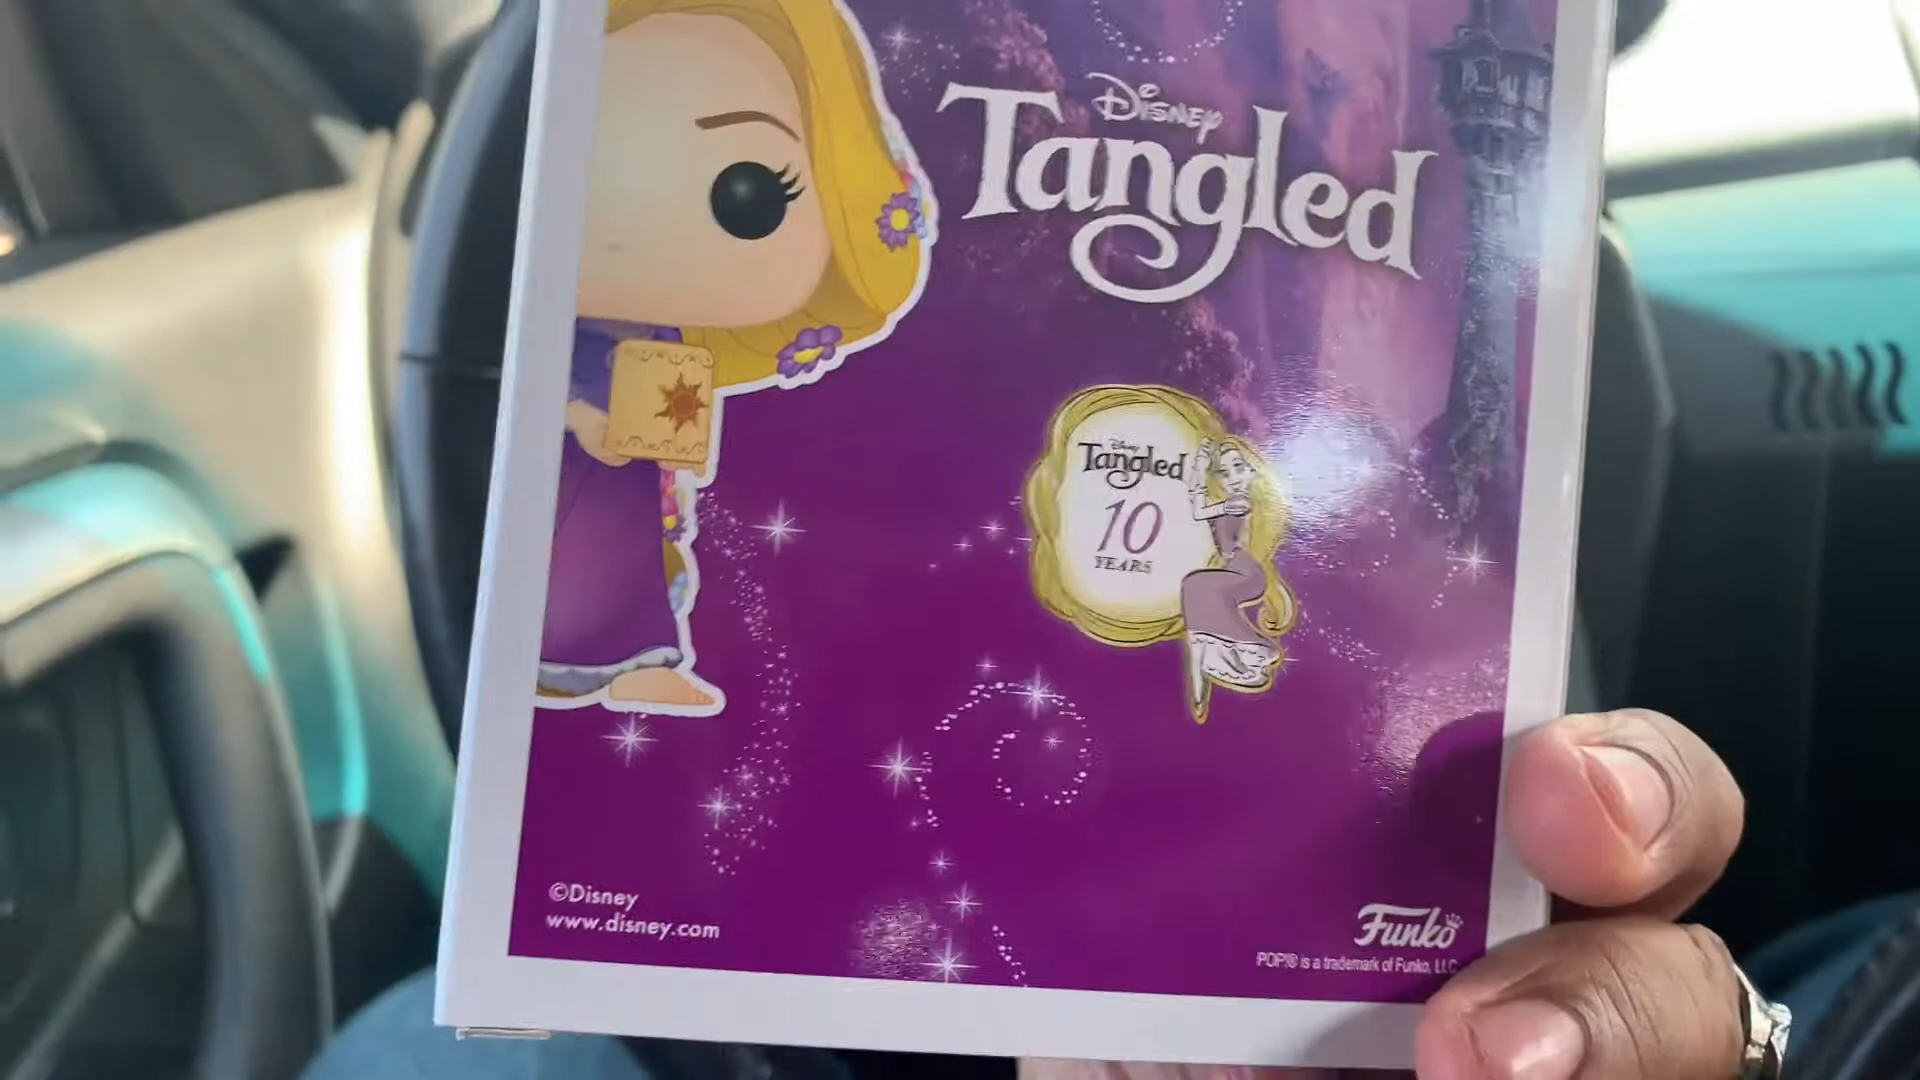 Disney
Tangled
Disney
Tangled
10
YEARS
©Disney
www.disney.com
Funko
POP!® is a trademark of Funko, LLC